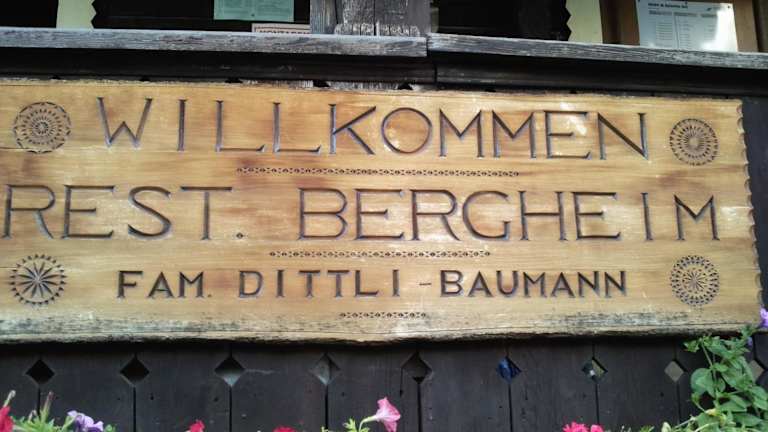 WILLKOMMEN
REST. BERGHEIM
FAM. DITTLI - BAUMANN